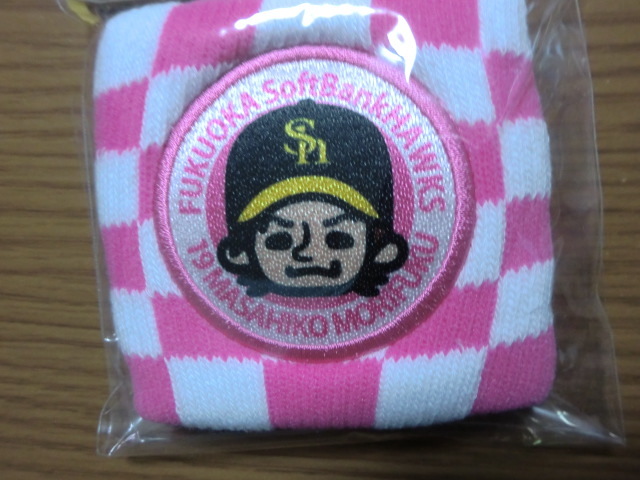 FUKUOKA SoftBank HAWKS
Sh
19 MASAHIKO MORIFUKU